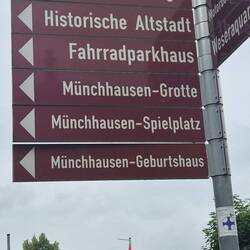 Historische Altstadt
Fahrradparkhaus
Münchhausen-Grotte
Münchhausen-Spielplatz
Münchhausen-Geburtshaus